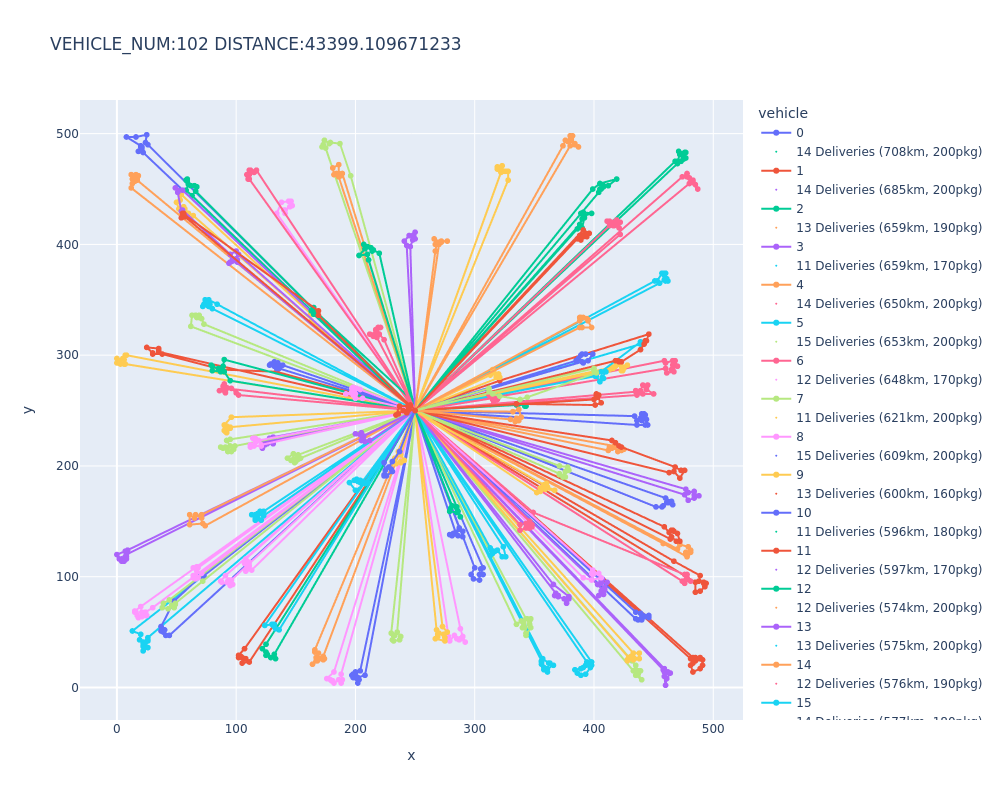 VEHICLE_NUM:102 DISTANCE:43399.109671233
vehicle
0
14 Deliveries (708km, 200pkg)
1
14 Deliveries (685km, 200pkg)
2
13 Deliveries (659km, 190pkg)
3
11 Deliveries (659km, 170pkg)
4
14 Deliveries (650km, 200pkg)
5
15 Deliveries (653km, 200pkg)
6
12 Deliveries (648km, 170pkg)
7
11 Deliveries (621km, 200pkg)
8
15 Deliveries (609km, 200pkg)
9
13 Deliveries (600km, 160pkg)
10
11 Deliveries (596km, 180pkg)
11
12 Deliveries (597km, 170pkg)
12
12 Deliveries (574km, 200pkg)
13
13 Deliveries (575km, 200pkg)
14
12 Deliveries (576km, 190pkg)
15
500
400
300
200
100
0
y
0 100 200 300 400 500
x